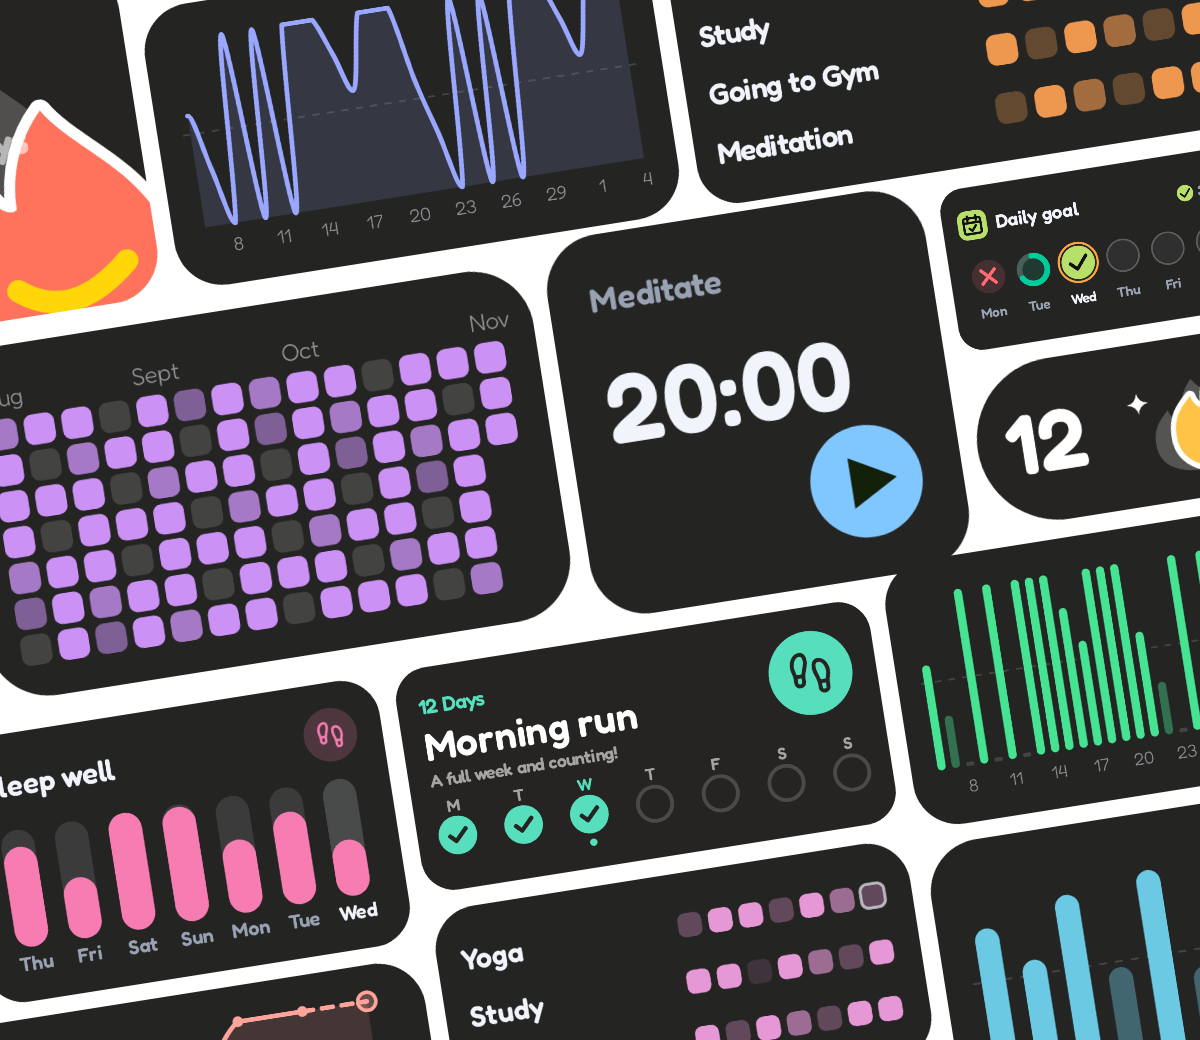 8 11 14 17 20 23 26 29 1 4
Study
Going to Gym
Meditation
Daily goal
Mon Tue Wed Thu Fri
Sept Oct Nov
Meditate
20:00
12
12 Days
Morning run
A full week and counting!
M T W T F S S
8 11 14 17 20 23
well
Thu Fri Sat Sun Mon Tue Wed
Yoga
Study